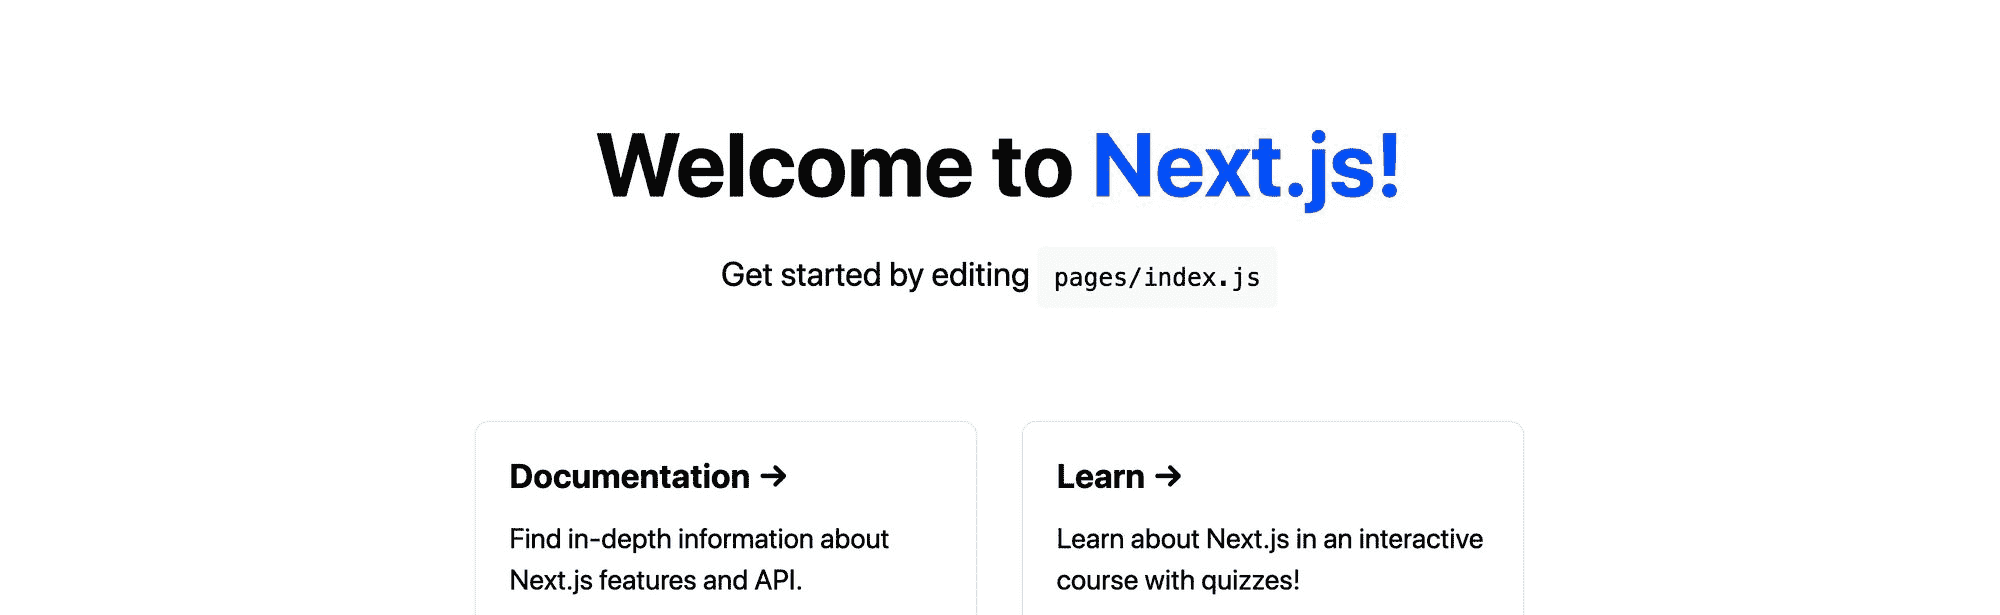 Welcome to Next.js!
Get started by editing pages/index.js
Documentation →
Find in-depth information about
Next.js features and API.
Learn →
Learn about Next.js in an interactive
course with quizzes!